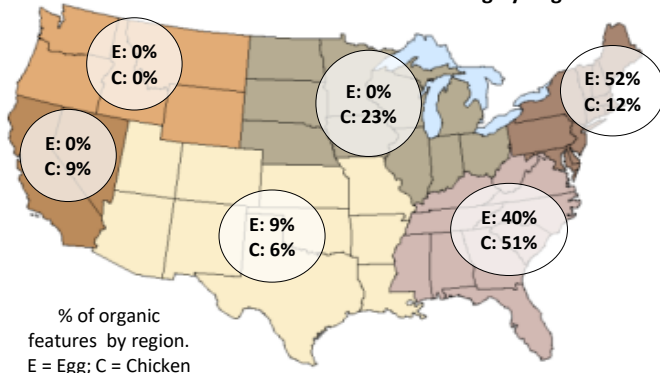 E: 0%
C: 0%
E: 0%
C: 23%
E: 52%
C: 12%
E: 0%
C: 9%
E: 9%
C: 6%
E: 40%
C: 51%
% of organic
features by region.
E = Egg; C = Chicken